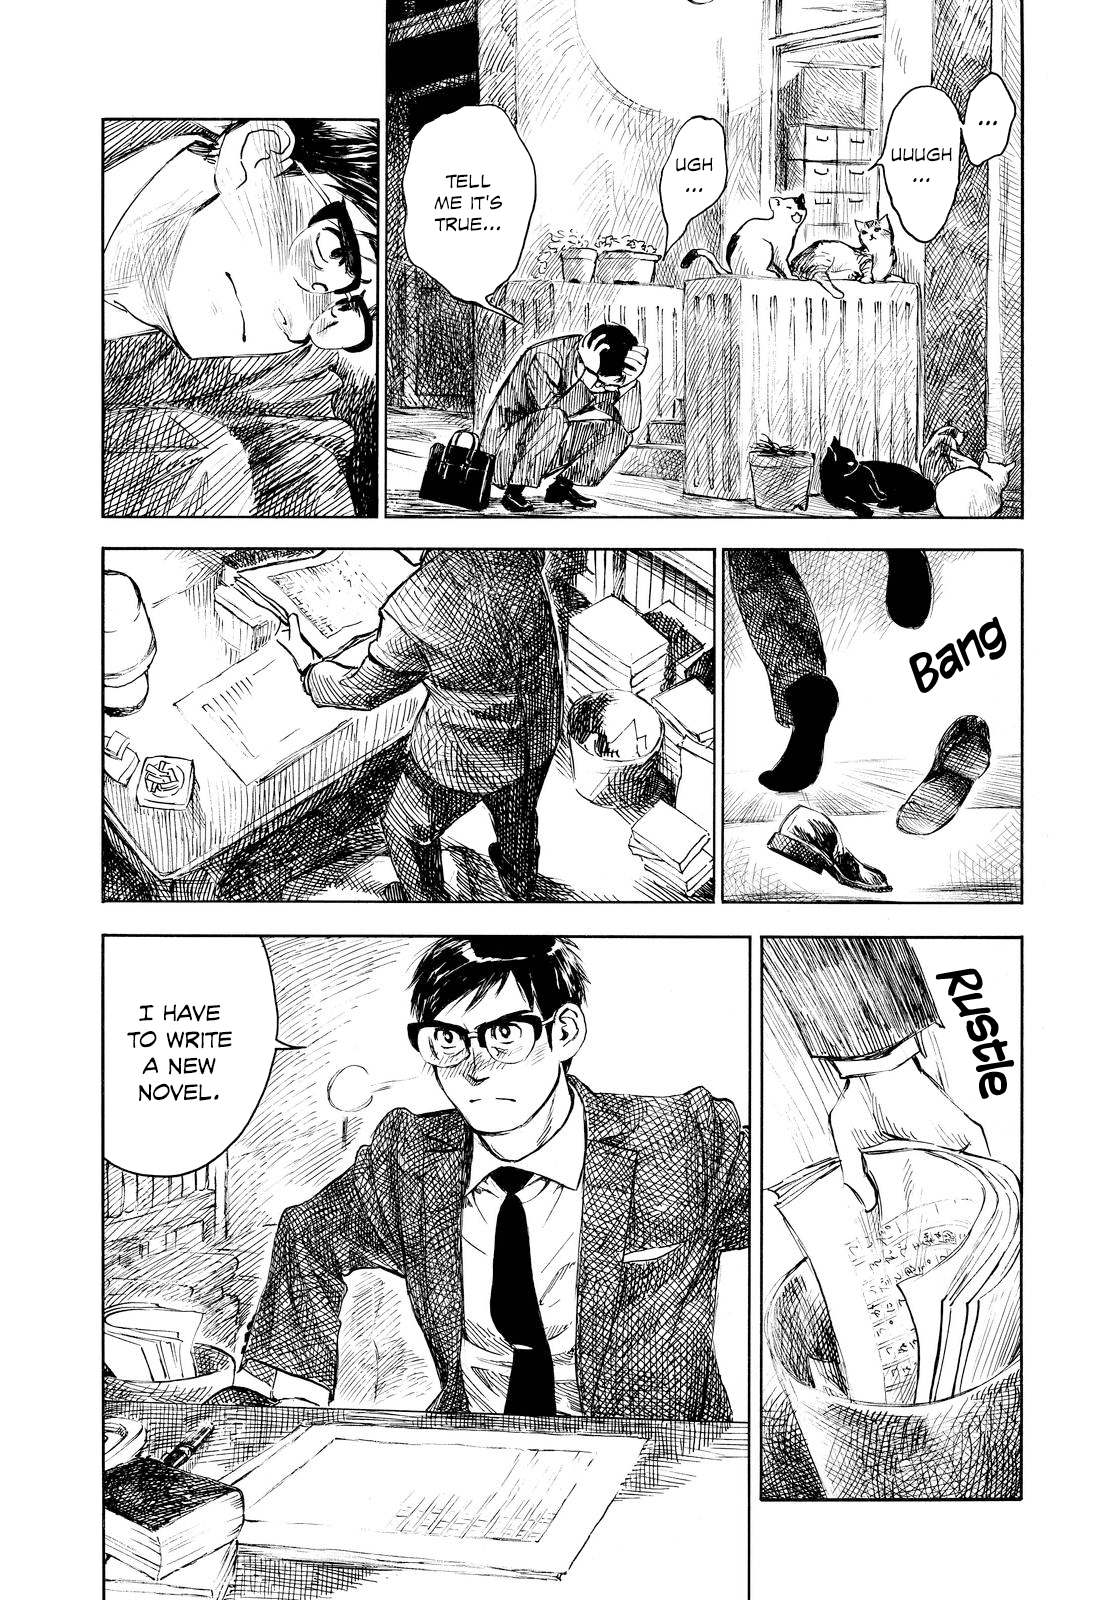 ...
UUUGH
...
UGH
...
TELL
ME IT'S
TRUE...
Bang
Rustle
I HAVE
TO WRITE
A NEW
NOVEL.